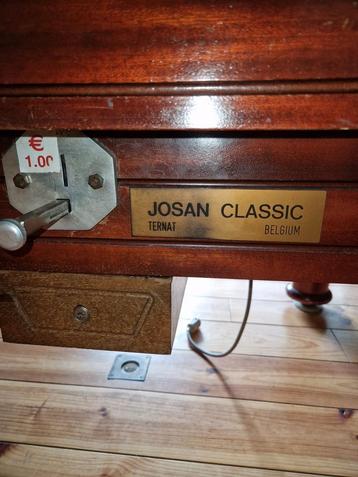 €
1.00
JOSAN CLASSIC
TERNAT BELGIUM